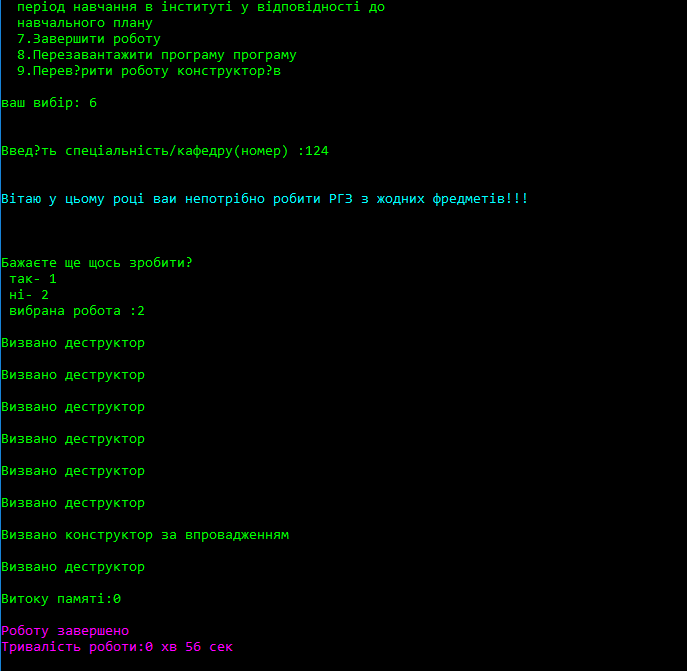 період навчання в інституті у відповідності до
навчального плану
7.Завершити роботу
8.Перезавантажити програму програму
9.Перев?рити роботу конструктор?в
ваш вибір: 6
Введ?ть спеціальність/кафедру(номер) :124
Вітаю у цьому році ваи непотрібно робити РГЗ з жодних фредметів!!!
Бажаєте ще щось зробити?
так- 1
ні- 2
вибрана робота :2
Визвано деструктор
Визвано деструктор
Визвано деструктор
Визвано деструктор
Визвано деструктор
Визвано деструктор
Визвано конструктор за впровадженням
Визвано деструктор
Витоку памяті:0
Роботу завершено
Тривалість роботи:0 хв 56 сек